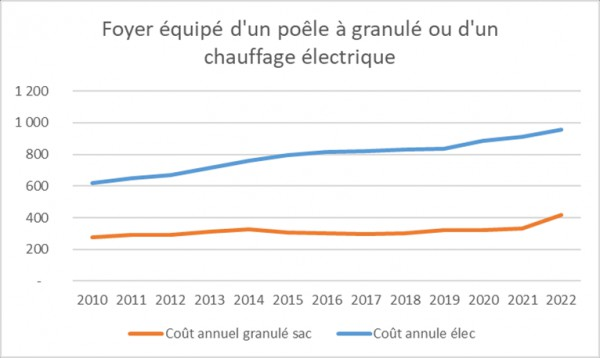 Foyer équipé d'un poêle à granulé ou d'un
chauffage électrique
1 200
1 000
800
600
400
200
-
2010 2011 2012 2013 2014 2015 2016 2017 2018 2019 2020 2021 2022
Coût annuel granulé sac Coût annule élec